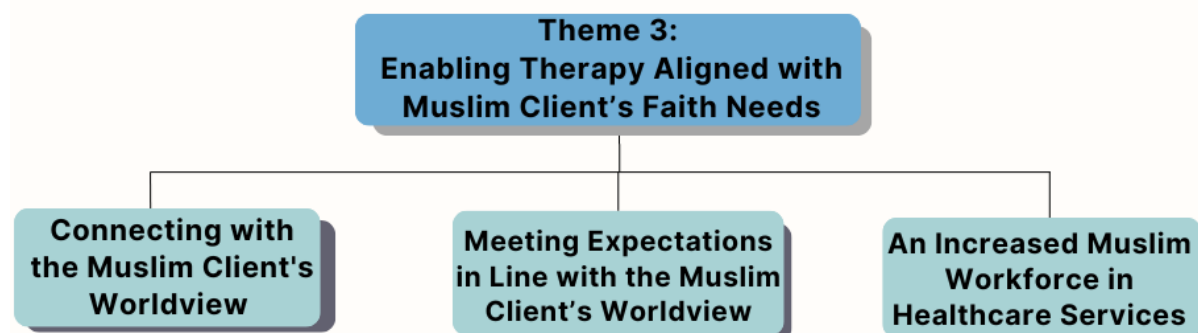 Theme 3:
Enabling Therapy Aligned with
Muslim Client’s Faith Needs
Connecting with
the Muslim Client's
Worldview
Meeting Expectations
in Line with the Muslim
Client’s Worldview
An Increased Muslim
Workforce in
Healthcare Services